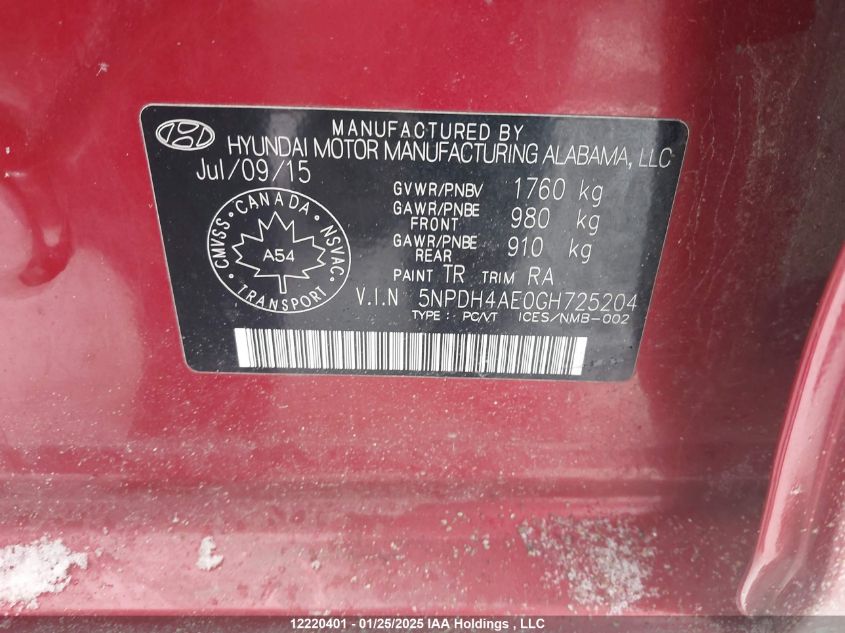 MANUFACTURED BY
HYUNDAI MOTOR MANUFACTURING ALABAMA, LLC
Jul/09/15
GVWR/PNBV 1760 kg
GAWR/PNBE FRONT 980 kg
GAWR/PNBE REAR 910 kg
CMVSS · CANADA · NSVAC · TRANSPORT ·
A54
PAINT TR TRIM RA
V.I.N 5NPDH4AE0GH725204
TYPE : PC/VT ICES/NMB-002
12220401 - 01/25/2025 IAA Holdings , LLC